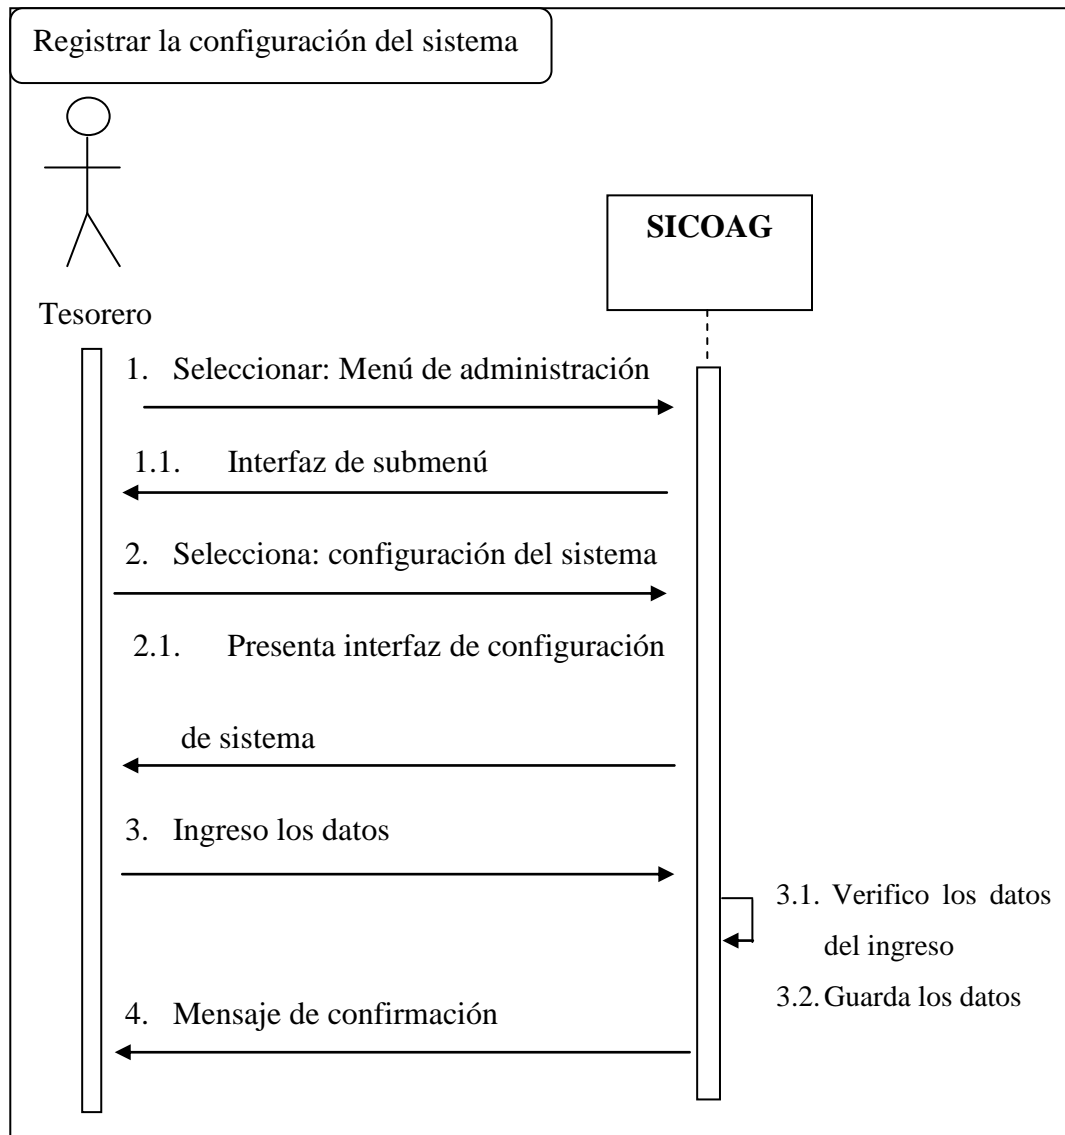 Registrar la configuración del sistema
SICOAG
Tesorero
1. Seleccionar: Menú de administración
1.1. Interfaz de submenú
2. Selecciona: configuración del sistema
2.1. Presenta interfaz de configuración
de sistema
3. Ingreso los datos
3.1. Verifico los datos
del ingreso
3.2. Guarda los datos
4. Mensaje de confirmación